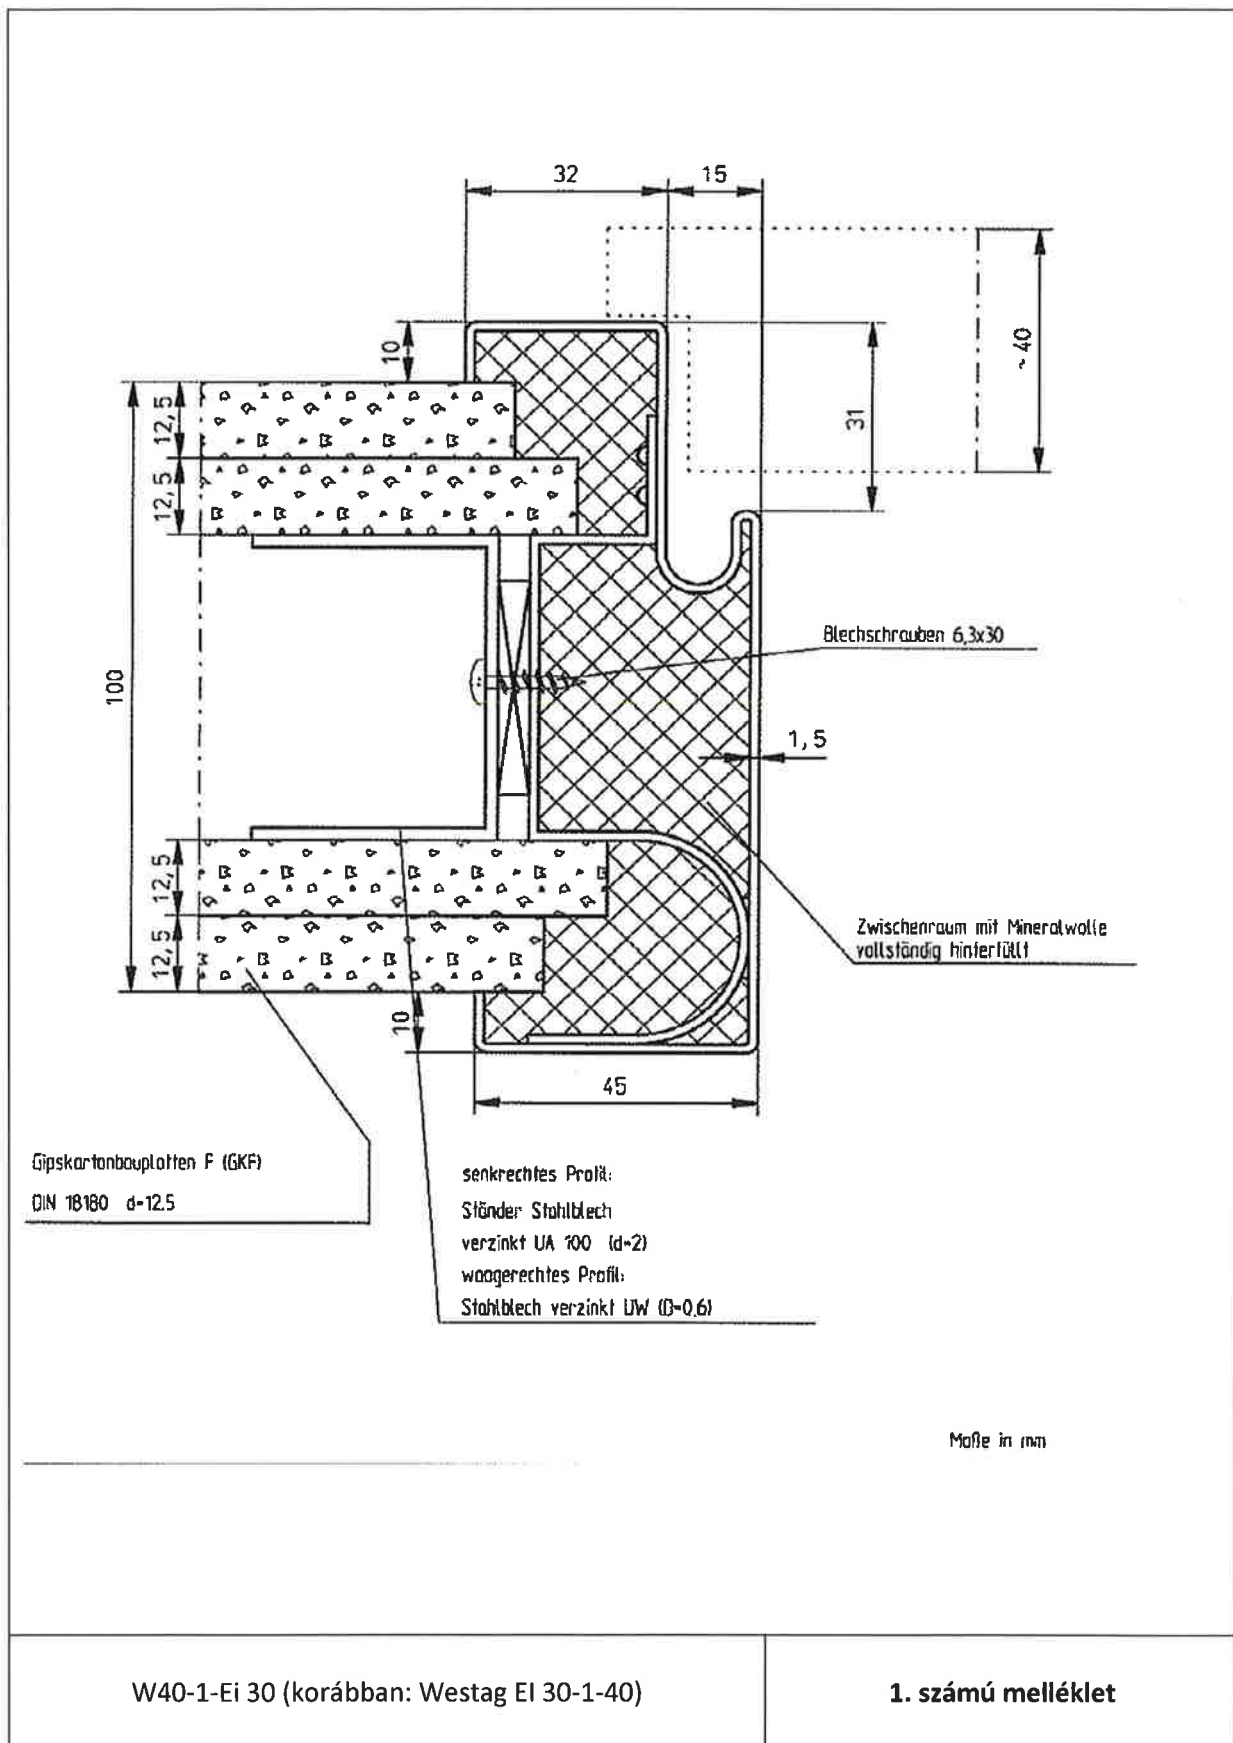 32
15
10
~40
31
12,5
12,5
100
Blechschrauben 6,3x30
1,5
12,5
12,5
Zwischenraum mit Mineralwolle
vollständig hinterfüllt
10
45
Gipskartonbauplatten F (GKF)
DIN 18180 d=12.5
senkrechtes Profil:
Ständer Stahlblech
verzinkt UA 100 (d=2)
waagerechtes Profil:
Stahlblech verzinkt UW (D=0.6)
Maße in mm
W40-1-Ei 30 (korábban: Westag EI 30-1-40)
1. számú melléklet